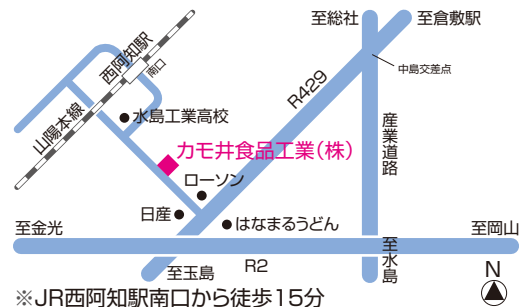 至総社
至倉敷駅
西阿知駅
南口
中島交差点
R429
水島工業高校
山陽本線
産業道路
カモ井食品工業(株)
ローソン
日産
はなまるうどん
至金光
至岡山
至水島
R2
至玉島
N
※JR西阿知駅南口から徒歩15分